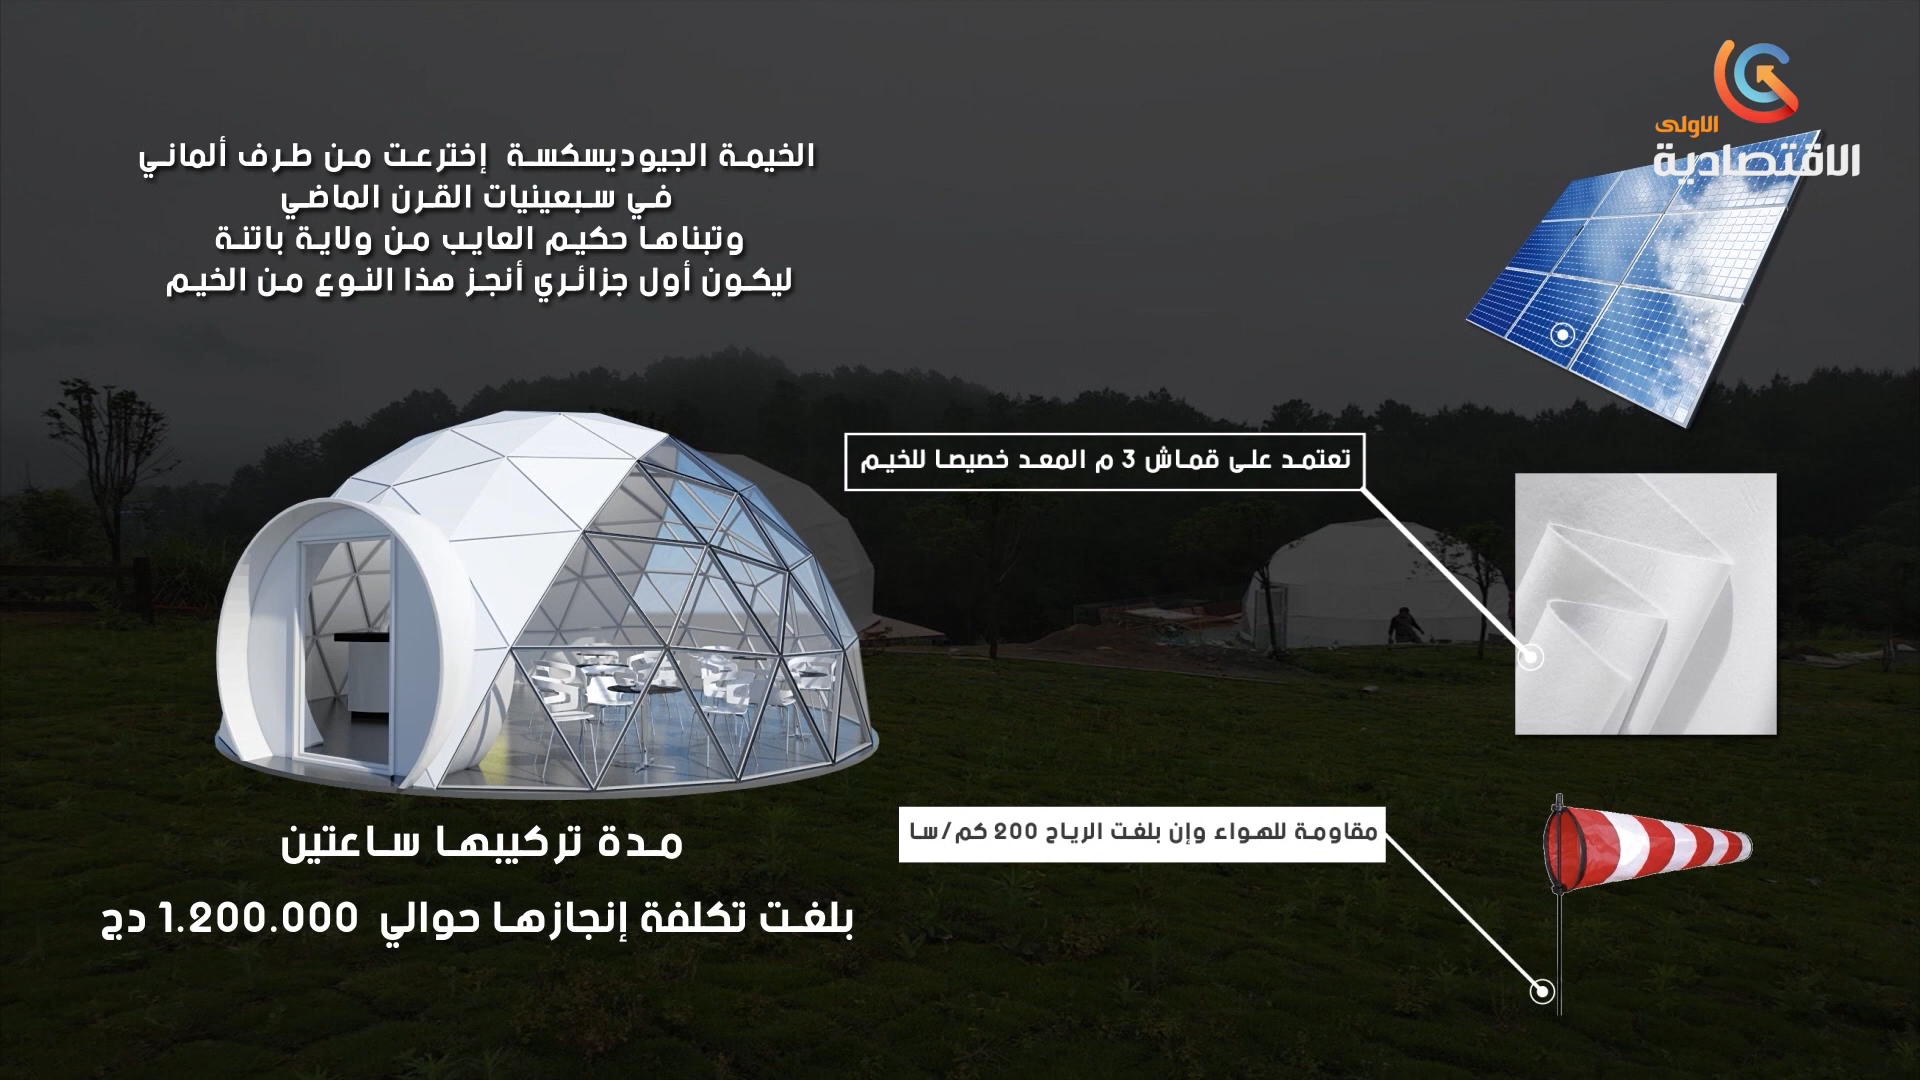 الاولى
الاقتصادية
الخيمة الجيوديسكسة إخترعت من طرف ألماني
في سبعينيات القرن الماضي
وتبناها حكيم العايب من ولاية باتنة
ليكون أول جزائري أنجز هذا النوع من الخيم
تعتمد على قماش 3 م المعد خصيصا للخيم
مقاومة للهواء وإن بلغت الرياح 200 كم/سا
مدة تركيبها ساعتين
بلغت تكلفة إنجازها حوالي 1.200.000 دج